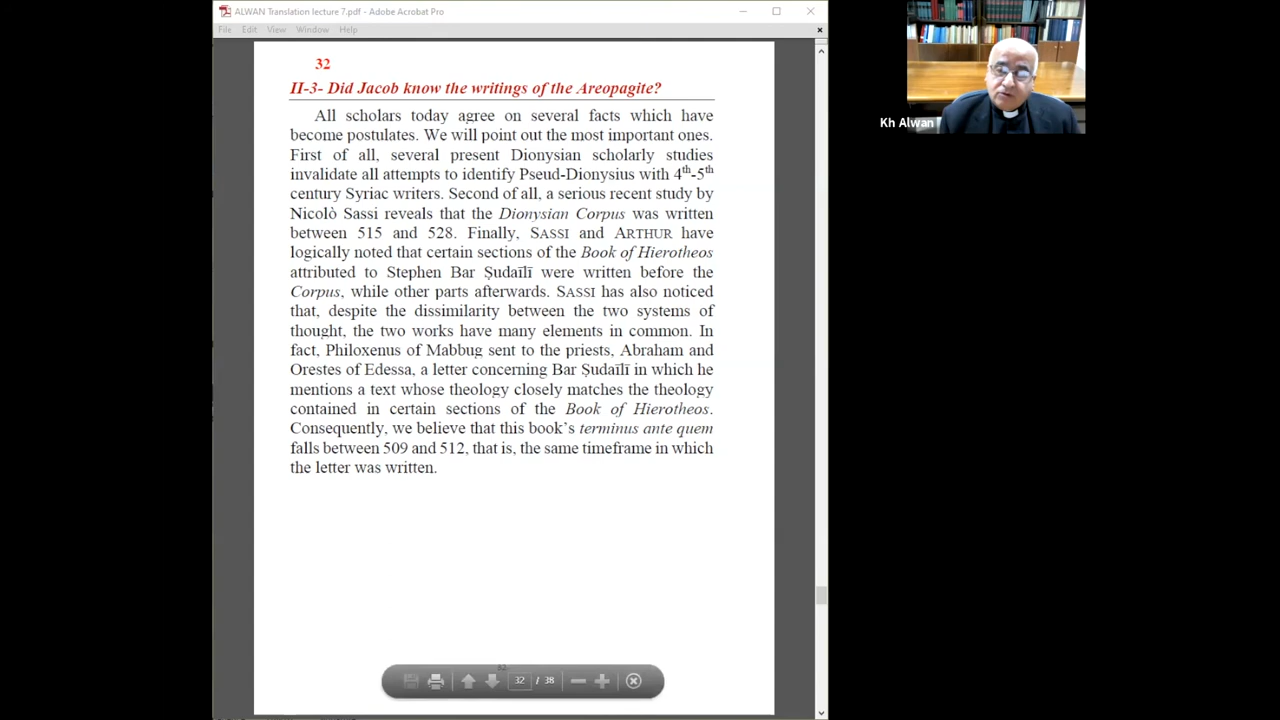 ALWAN Translation lecture 7.pdf - Adobe Acrobat Pro
File Edit View Window Help
32
II-3- Did Jacob know the writings of the Areopagite?
All scholars today agree on several facts which have
become postulates. We will point out the most important ones.
First of all, several present Dionysian scholarly studies
invalidate all attempts to identify Pseud-Dionysius with 4th-5th
century Syriac writers. Second of all, a serious recent study by
Nicolò Sassi reveals that the Dionysian Corpus was written
between 515 and 528. Finally, SASSI and ARTHUR have
logically noted that certain sections of the Book of Hierotheos
attributed to Stephen Bar Ṣudaīlī were written before the
Corpus, while other parts afterwards. SASSI has also noticed
that, despite the dissimilarity between the two systems of
thought, the two works have many elements in common. In
fact, Philoxenus of Mabbug sent to the priests, Abraham and
Orestes of Edessa, a letter concerning Bar Ṣudaīlī in which he
mentions a text whose theology closely matches the theology
contained in certain sections of the Book of Hierotheos.
Consequently, we believe that this book's terminus ante quem
falls between 509 and 512, that is, the same timeframe in which
the letter was written.
32
32 / 38
Kh Alwan